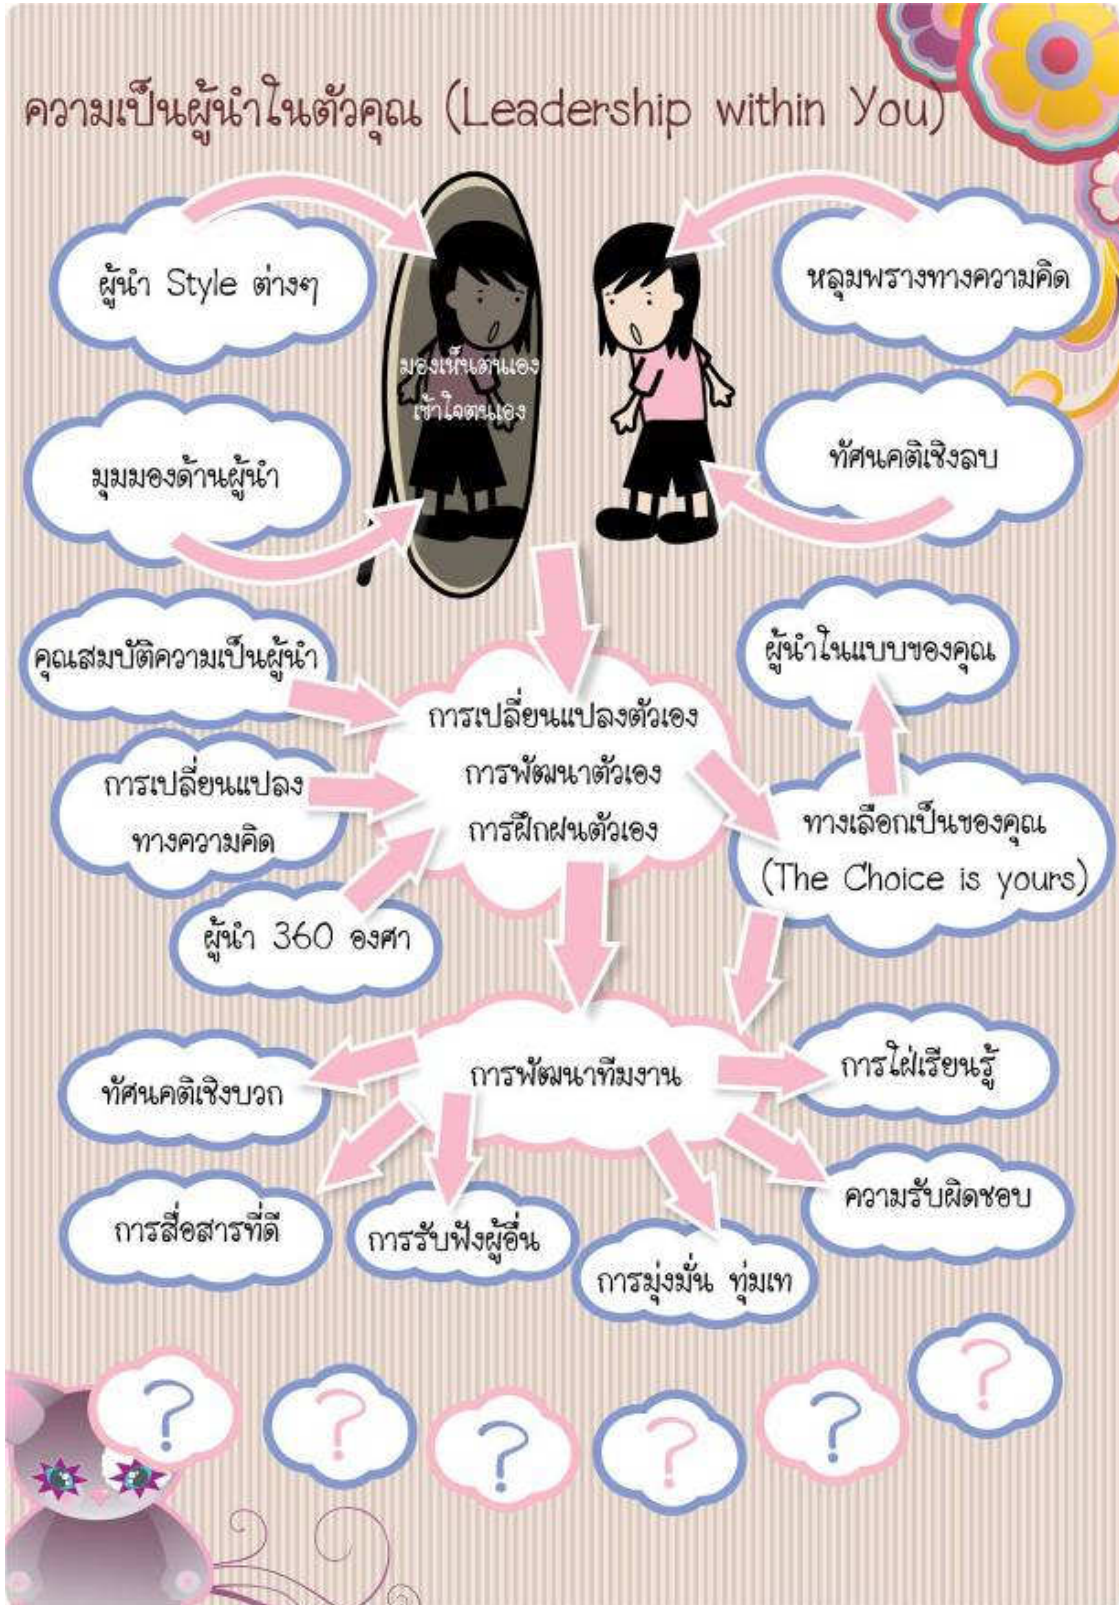 ความเป็นผู้นำในตัวคุณ (Leadership within You)
ผู้นำ Style ต่างๆ
หลุมพรางทางความคิด
มองเห็นตนเอง
เข้าใจตนเอง
มุมมองด้านผู้นำ
ทัศนคติเชิงลบ
คุณสมบัติความเป็นผู้นำ
ผู้นำในแบบของคุณ
การเปลี่ยนแปลงตัวเอง
การพัฒนาตัวเอง
การฝึกฝนตัวเอง
การเปลี่ยนแปลง
ทางความคิด
ทางเลือกเป็นของคุณ
(The Choice is yours)
ผู้นำ 360 องศา
การพัฒนาทีมงาน
การใฝ่เรียนรู้
ทัศนคติเชิงบวก
ความรับผิดชอบ
การสื่อสารที่ดี
การรับฟังผู้อื่น
การมุ่งมั่น ทุ่มเท
? ? ? ? ? ?